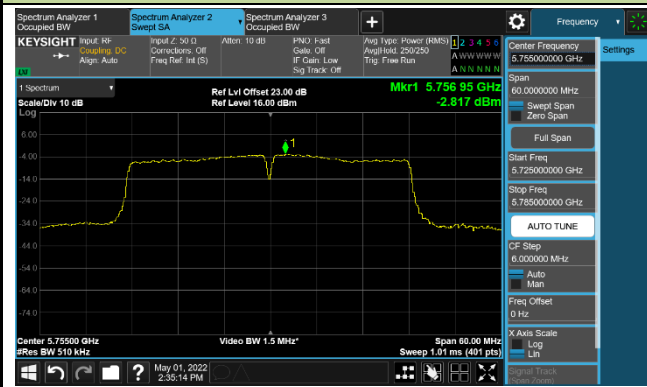 Spectrum Analyzer 1
Occupied BW
Spectrum Analyzer 2
Swept SA
Spectrum Analyzer 3
Occupied BW
+
Frequency
KEYSIGHT
Input: RF
Coupling: DC
Align: Auto
Input Z: 50 Ω
Corrections: Off
Freq Ref: Int (S)
Atten: 10 dB
PNO: Fast
Gate: Off
IF Gain: Low
Sig Track: Off
Avg Type: Power (RMS)
Avg|Hold: 250/250
Trig: Free Run
1 2 3 4 5 6
A W W W W W
A N N N N N
LM
1 Spectrum
Scale/Div 10 dB
Log
Ref Lvl Offset 23.00 dB
Ref Level 16.00 dBm
Mkr1 5.756 95 GHz
-2.817 dBm
1
6.00
-4.00
-14.0
-24.0
-34.0
-44.0
-54.0
-64.0
-74.0
Center 5.75500 GHz
#Res BW 510 kHz
Video BW 1.5 MHz*
Span 60.00 MHz
Sweep 1.01 ms (401 pts)
Center Frequency
5.755000000 GHz
Settings
Span
60.0000000 MHz
Swept Span
Zero Span
Full Span
Start Freq
5.725000000 GHz
Stop Freq
5.785000000 GHz
AUTO TUNE
CF Step
6.000000 MHz
Auto
Man
Freq Offset
0 Hz
X Axis Scale
Log
Lin
Signal Track
(Span Zoom)
?
May 01, 2022
2:35:14 PM